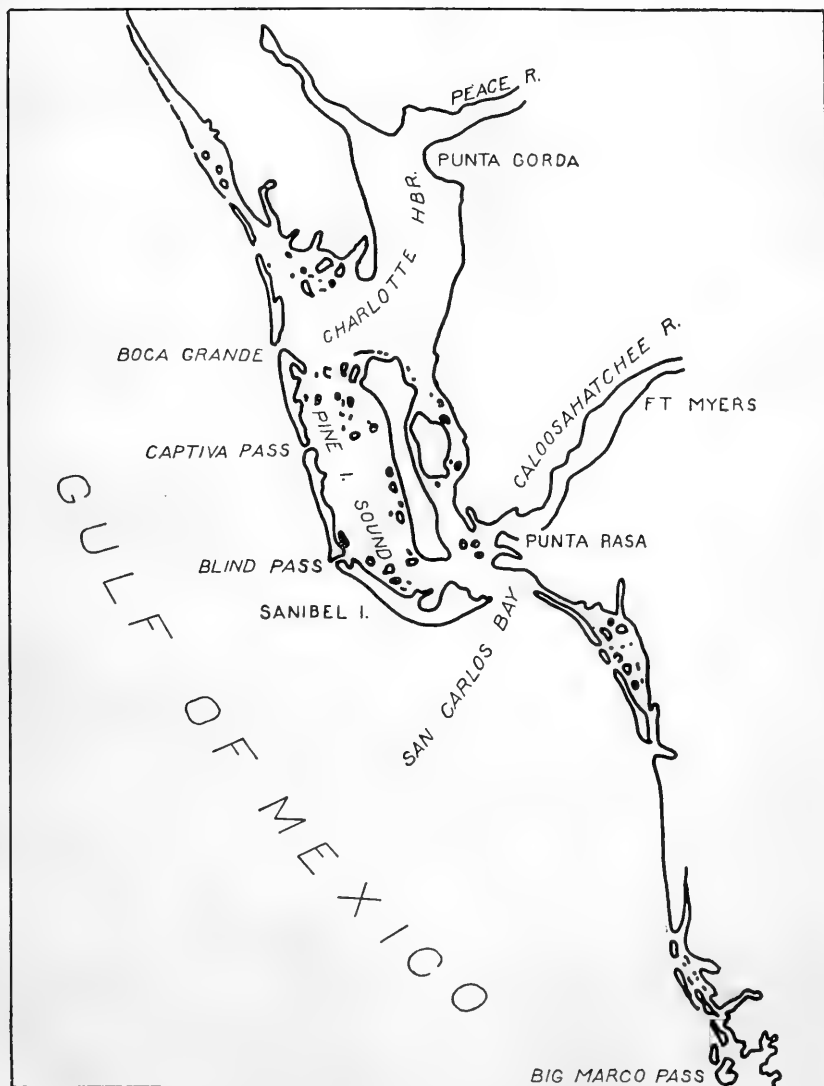 PEACE R.
PUNTA GORDA
CHARLOTTE HBR.
BOCA GRANDE
CALOOSAHATCHEE R.
FT MYERS
PINE I. SOUND
CAPTIVA PASS
PUNTA RASA
BLIND PASS
SANIBEL I.
SAN CARLOS BAY
GULF OF MEXICO
BIG MARCO PASS